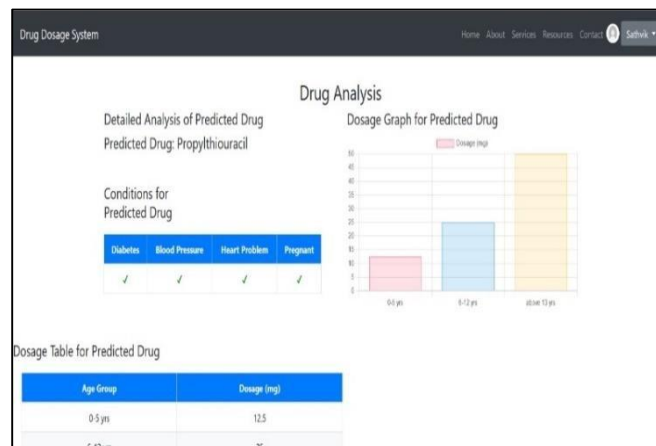 Drug Dosage System
Home About Services Resources Contact Sathvik
Drug Analysis
Detailed Analysis of Predicted Drug
Predicted Drug: Propylthiouracil
Conditions for
Predicted Drug
Diabetes Blood Pressure Heart Problem Pregnant
✓ ✓ ✓ ✓
Dosage Graph for Predicted Drug
Dosage (mg)
50
45
40
35
30
25
20
15
10
5
0
0-5 yrs 6-12 yrs above 13 yrs
Dosage Table for Predicted Drug
Age Group Dosage (mg)
0-5 yrs 12.5